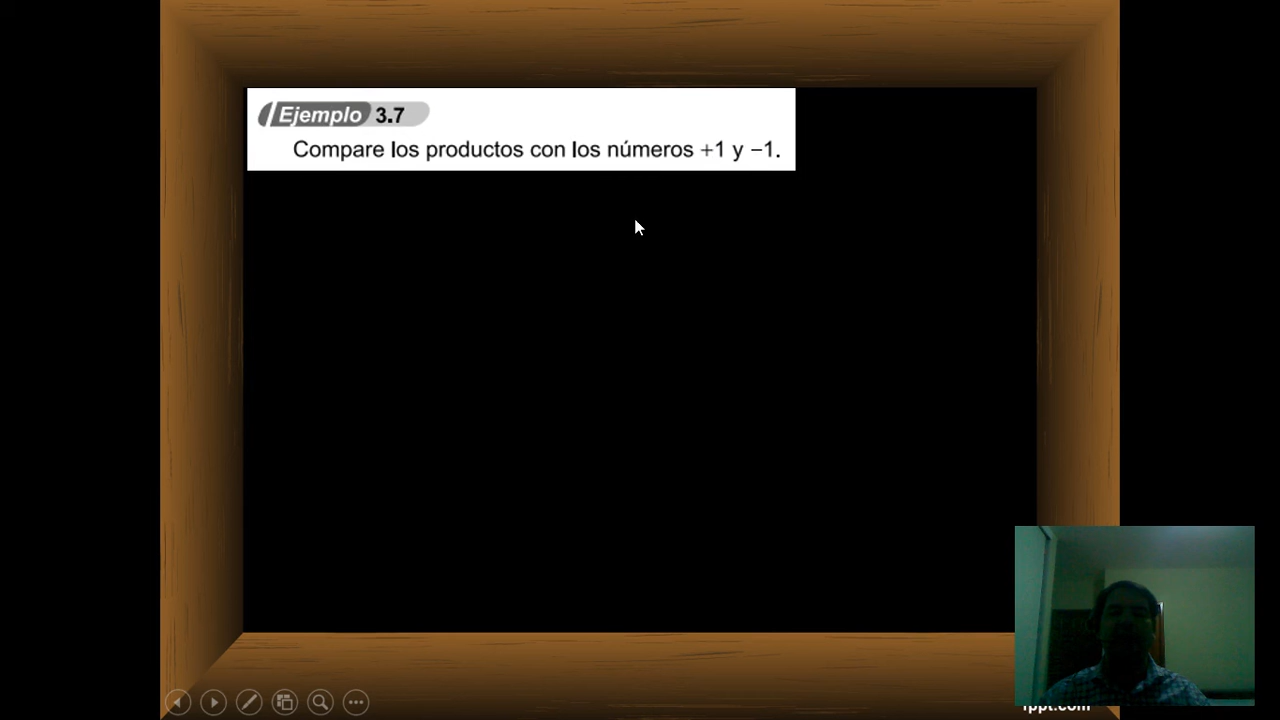 Ejemplo 3.7
Compare los productos con los números +1 y −1.
fppt.com